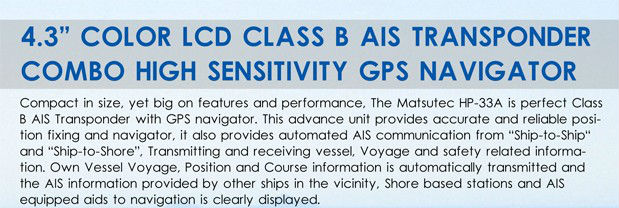 4.3” COLOR LCD CLASS B AIS TRANSPONDER
COMBO HIGH SENSITIVITY GPS NAVIGATOR
Compact in size, yet big on features and performance, The Matsutec HP-33A is perfect Class
B AIS Transponder with GPS navigator. This advance unit provides accurate and reliable posi-
tion fixing and navigator, it also provides automated AIS communication from “Ship-to-Ship“
and “Ship-to-Shore”, Transmitting and receiving vessel, Voyage and safety related informa-
tion. Own Vessel Voyage, Position and Course information is automatically transmitted and
the AIS information provided by other ships in the vicinity, Shore based stations and AIS
equipped aids to navigation is clearly displayed.